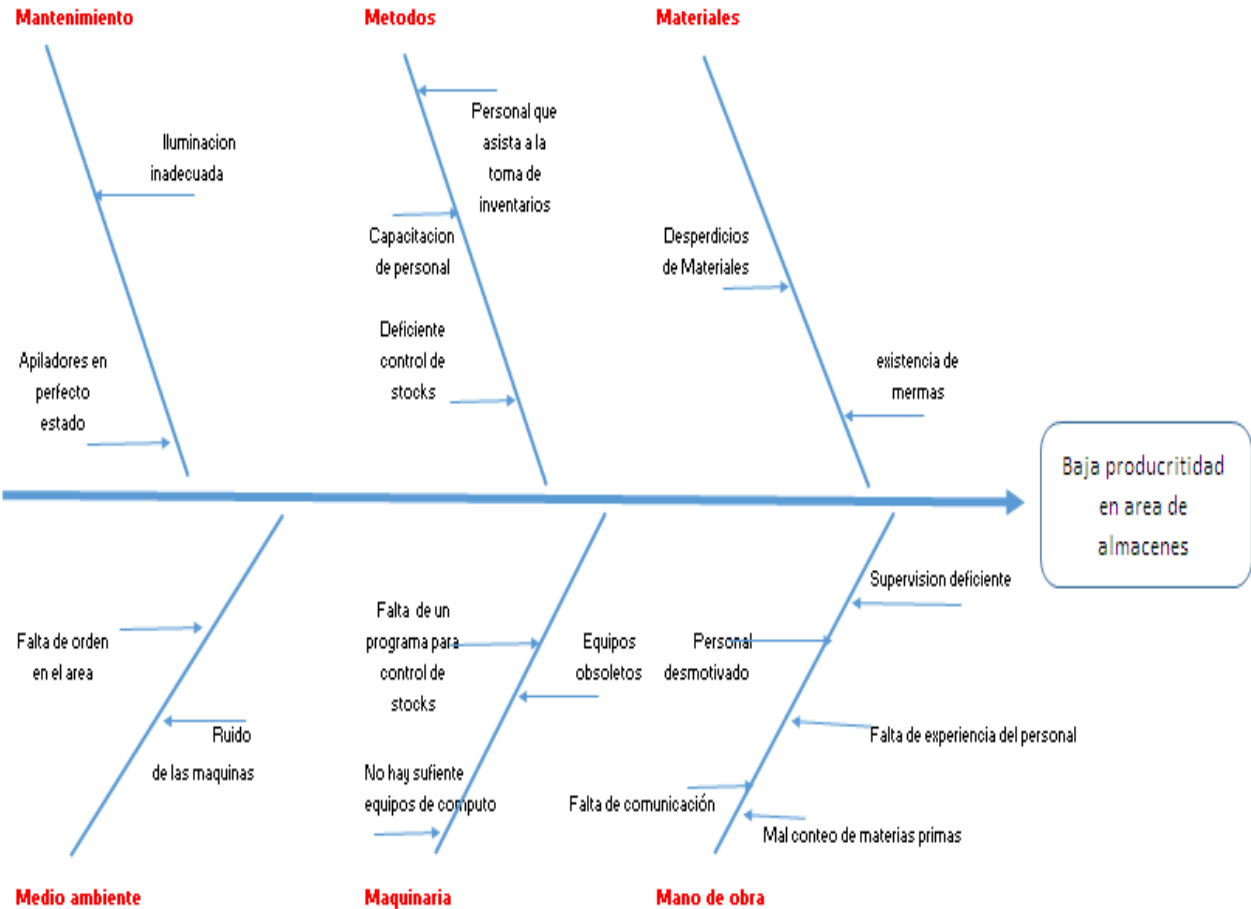 Mantenimiento
Metodos
Materiales
Iluminacion
inadecuada
Apiladores en
perfecto
estado
Personal que
asista a la
toma de
inventarios
Capacitacion
de personal
Deficiente
control de
stocks
Desperdicios
de Materiales
existencia de
mermas
Baja producritidad
en area de
almacenes
Falta de orden
en el area
Ruido
de las maquinas
Falta de un
programa para
control de
stocks
Equipos
obsoletos
No hay sufiente
equipos de computo
Supervision deficiente
Personal
desmotivado
Falta de experiencia del personal
Falta de comunicación
Mal conteo de materias primas
Medio ambiente
Maquinaria
Mano de obra